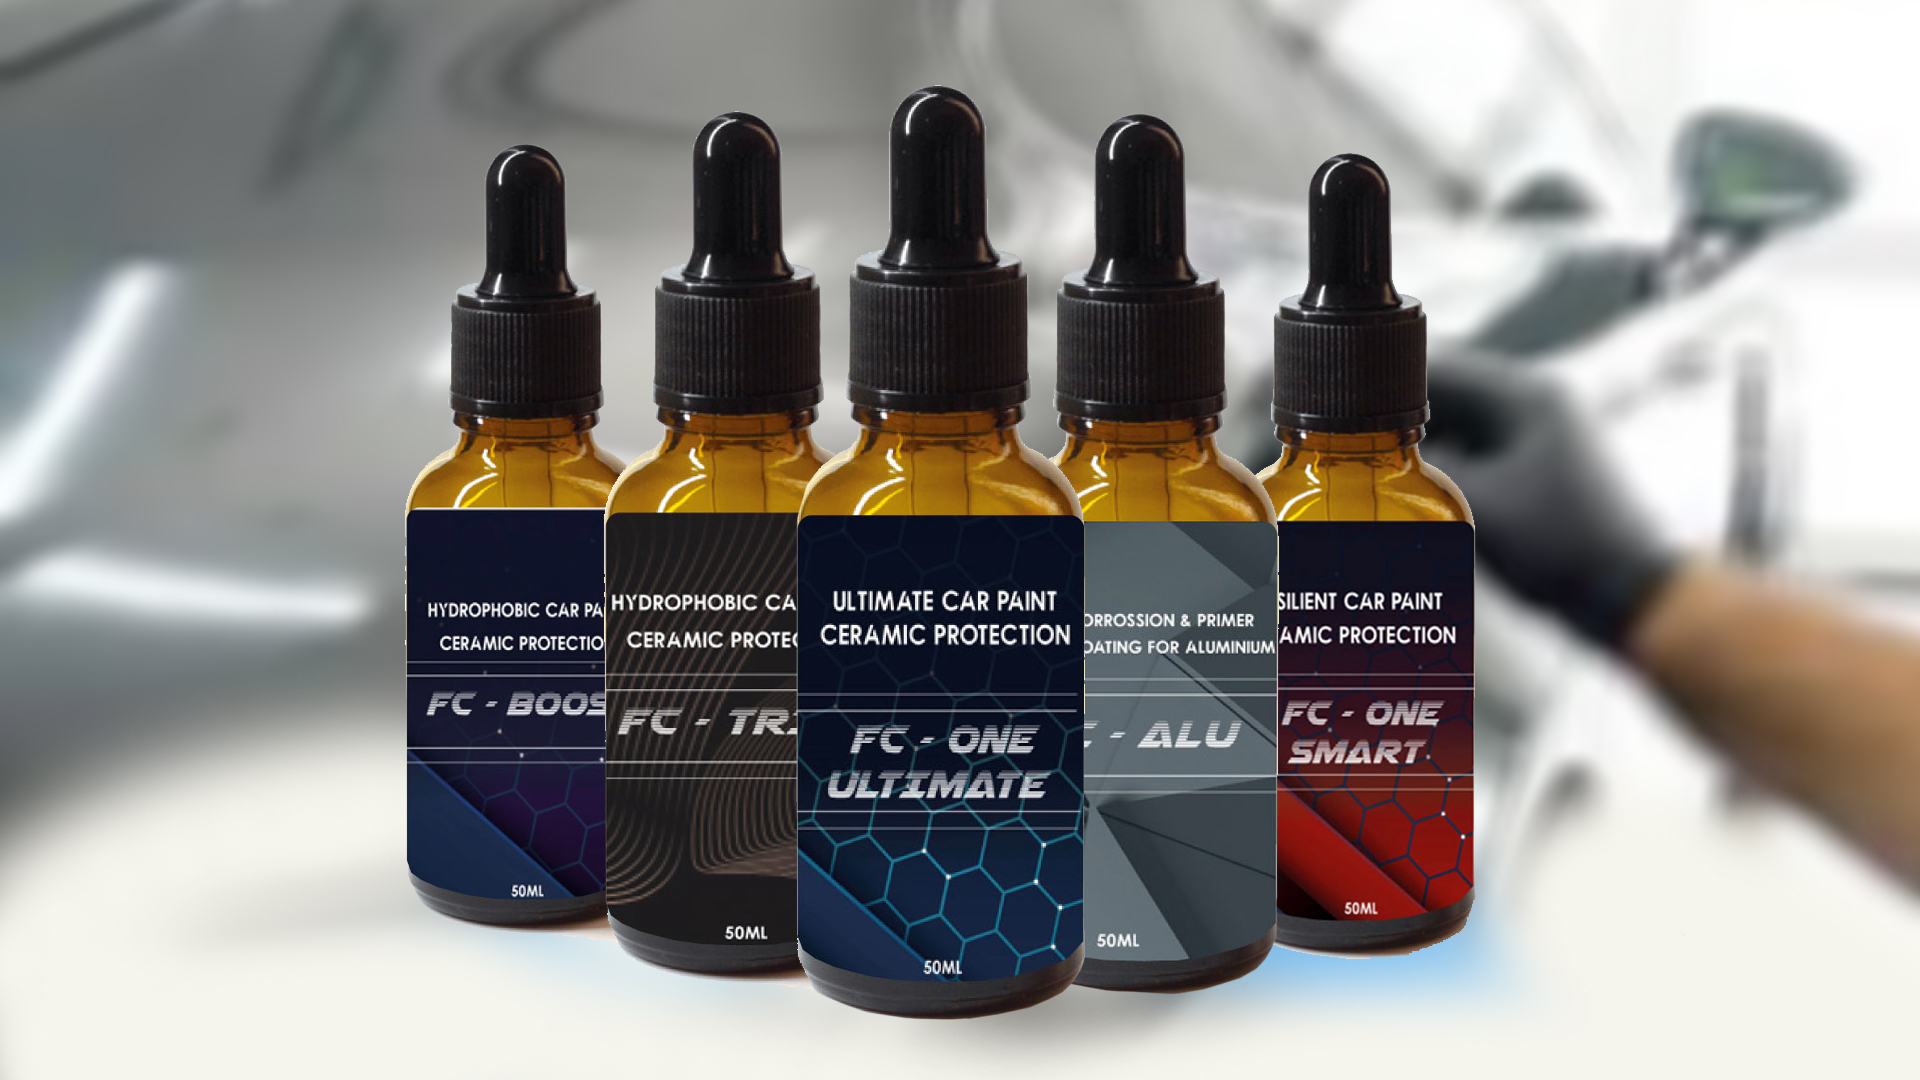 HYDROPHOBIC CAR PA
CERAMIC PROTECTIO
FC - BOOS
50ML
HYDROPHOBIC CA
CERAMIC PROTEC
FC - TRI
50ML
ULTIMATE CAR PAINT
CERAMIC PROTECTION
FC - ONE
ULTIMATE
50ML
ORROSSION & PRIMER
OATING FOR ALUMINIUM
- ALU
50ML
SILIENT CAR PAINT
AMIC PROTECTION
FC - ONE
SMART
50ML